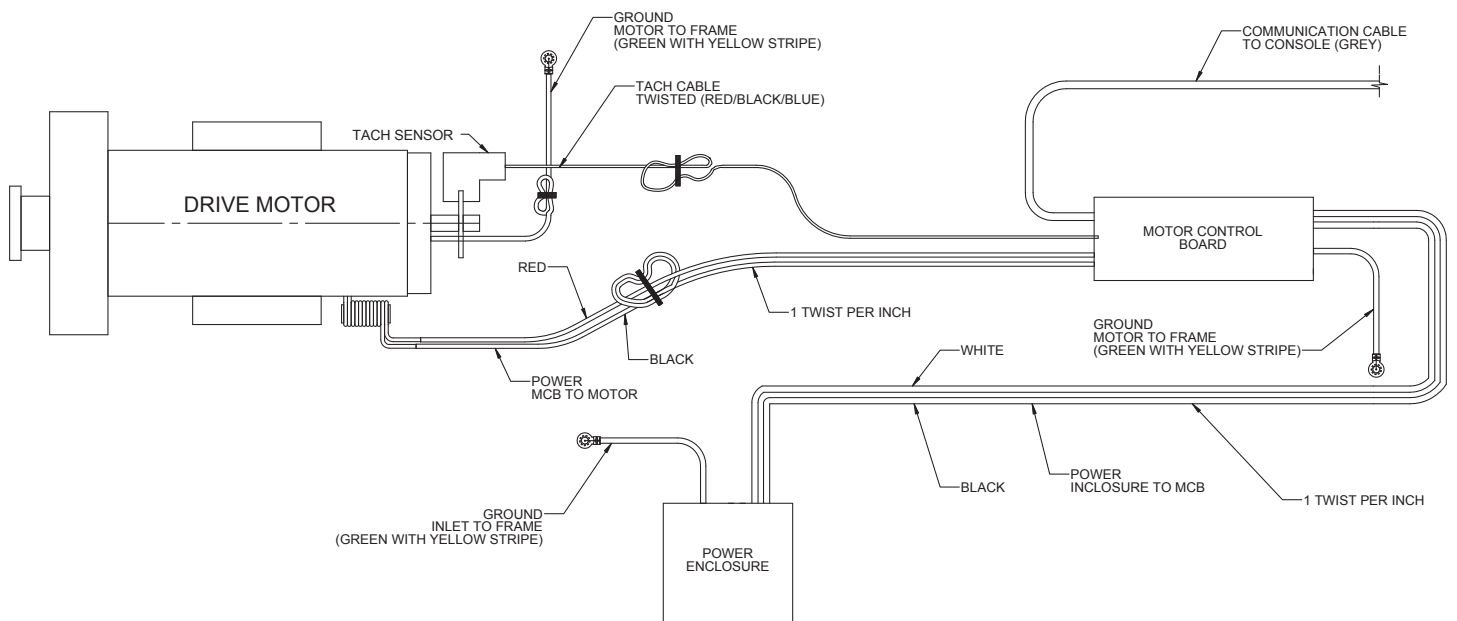 GROUND
MOTOR TO FRAME
(GREEN WITH YELLOW STRIPE)
COMMUNICATION CABLE
TO CONSOLE (GREY)
TACH CABLE
TWISTED (RED/BLACK/BLUE)
TACH SENSOR
DRIVE MOTOR
MOTOR CONTROL
BOARD
RED
1 TWIST PER INCH
BLACK
POWER
MCB TO MOTOR
GROUND
MOTOR TO FRAME
(GREEN WITH YELLOW STRIPE)
WHITE
BLACK
POWER
INCLOSURE TO MCB
1 TWIST PER INCH
GROUND
INLET TO FRAME
(GREEN WITH YELLOW STRIPE)
POWER
ENCLOSURE